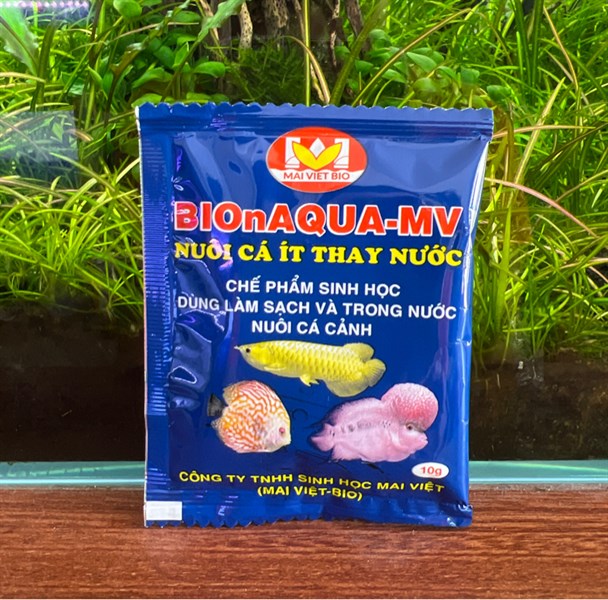 MAI VIET BIO
BIOnAQUA-MV
NUÔI CÁ ÍT THAY NƯỚC
CHẾ PHẨM SINH HỌC
DÙNG LÀM SẠCH VÀ TRONG NƯỚC
NUÔI CÁ CẢNH
10g
CÔNG TY TNHH SINH HỌC MAI VIỆT
(MAI VIỆT-BiO)